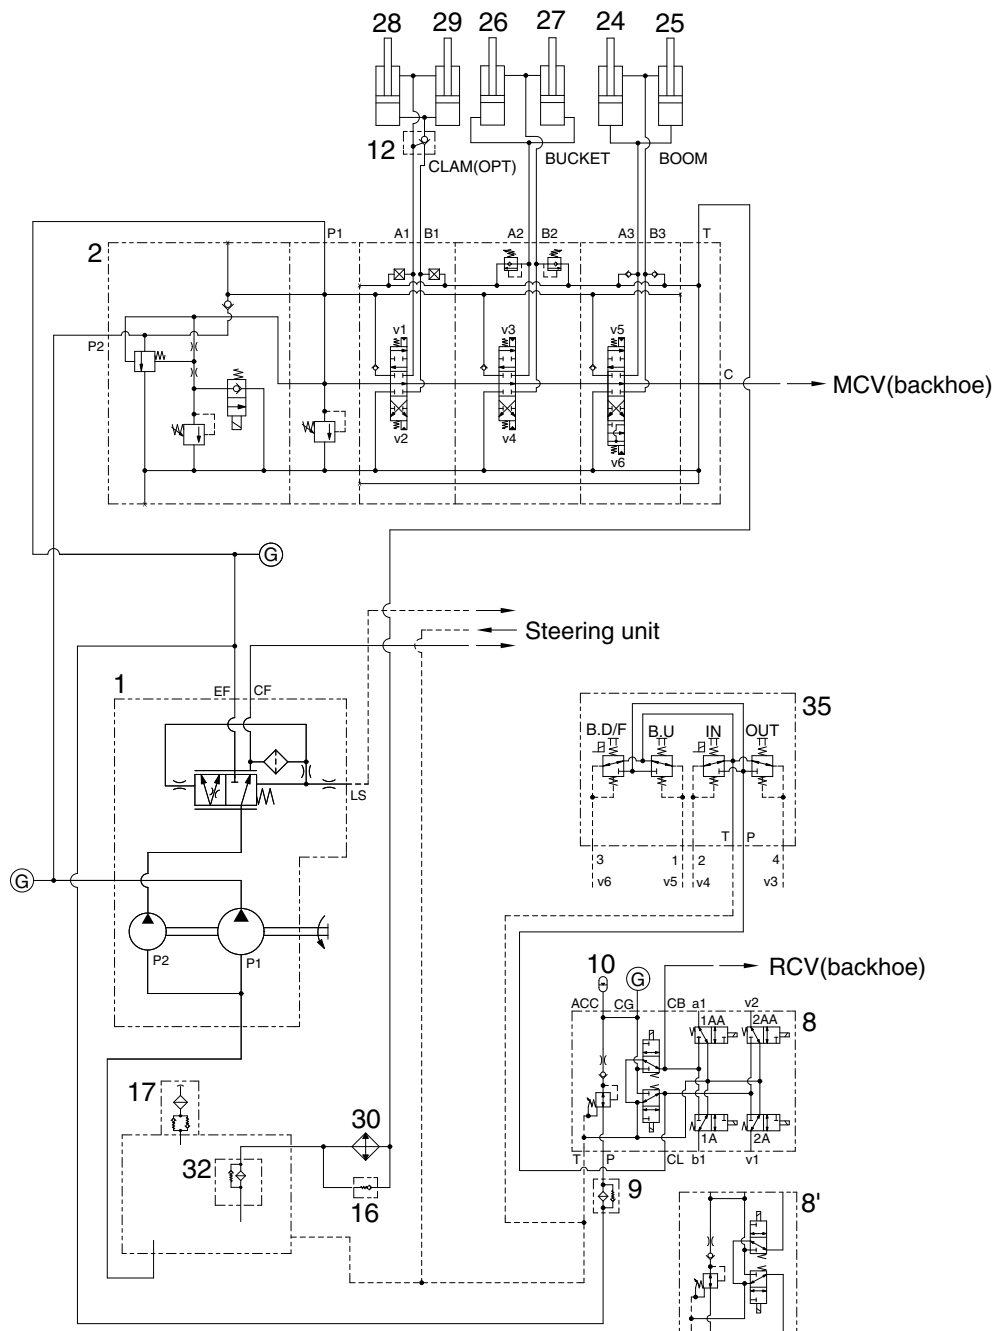 28 29 26 27 24 25
12
CLAM(OPT) BUCKET BOOM
2 P1 A1 B1 A2 B2 A3 B3 T
v1 v3 v5
P2
C MCV(backhoe)
v2 v4
v6
G
Steering unit
1
EF CF
35
B.D/F B.U IN OUT
LS
T P
3 1 2 4
v6 v5 v4 v3
G
P2 P1
RCV(backhoe)
10 G
ACC CG CB a1 v2 8
1AA 2AA
17
30
1A 2A
32
T P CL b1 v1
16
9
8'